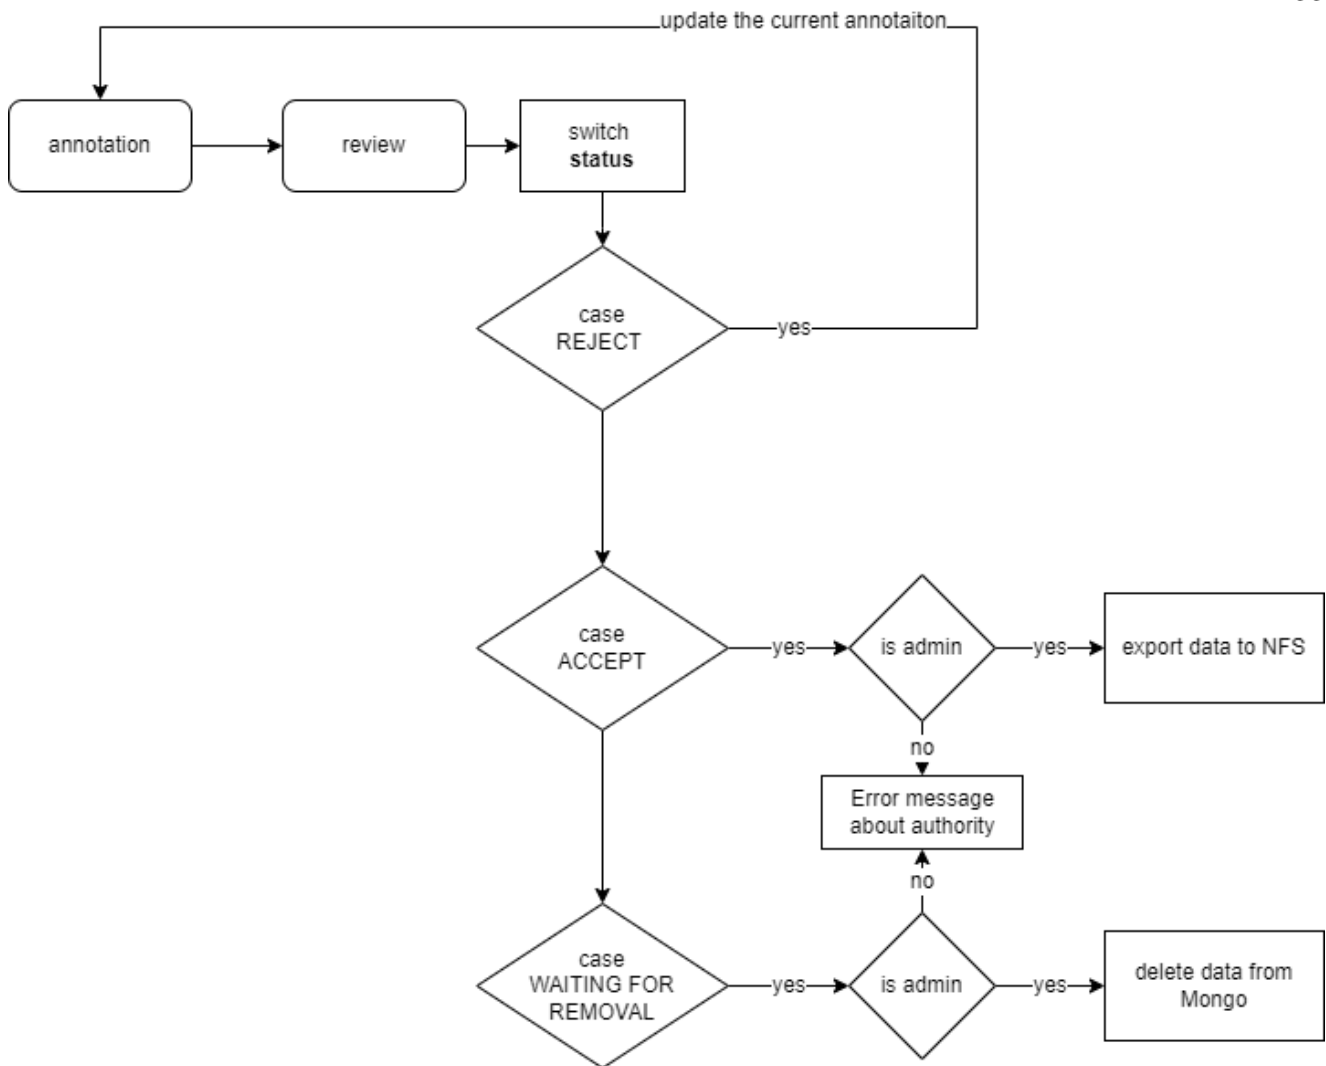 update the current annotaiton
annotation
review
switch
status
case
REJECT
yes
case
ACCEPT
yes
is admin
yes
export data to NFS
no
Error message
about authority
no
case
WAITING FOR
REMOVAL
yes
is admin
yes
delete data from
Mongo